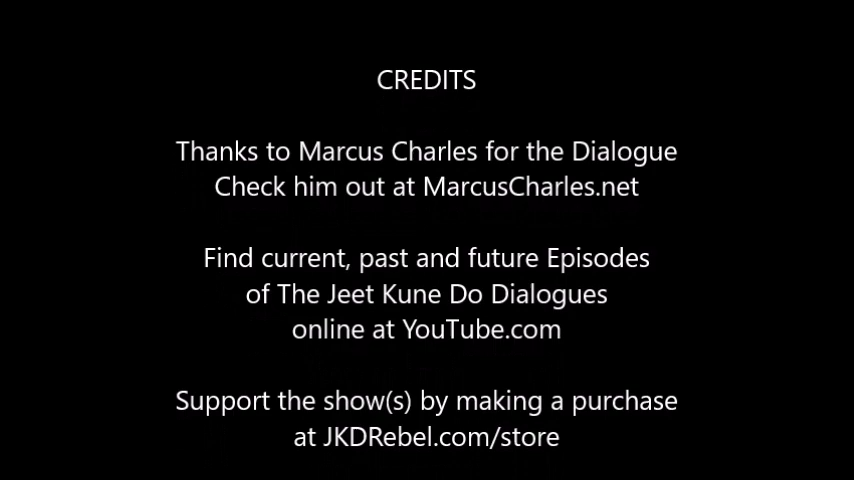 CREDITS
Thanks to Marcus Charles for the Dialogue
Check him out at MarcusCharles.net
Find current, past and future Episodes
of The Jeet Kune Do Dialogues
online at YouTube.com
Support the show(s) by making a purchase
at JKDRebel.com/store